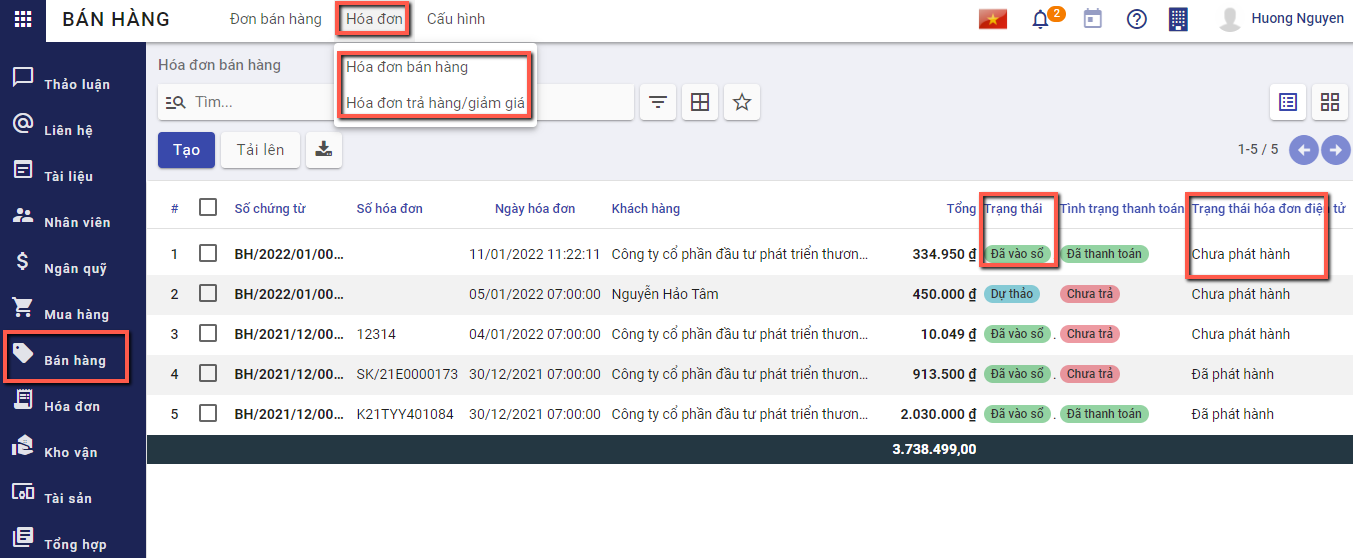 BÁN HÀNG Đơn bán hàng Hóa đơn Cấu hình 2 Huong Nguyen
Hóa đơn bán hàng
Hóa đơn trả hàng/giảm giá
Hóa đơn bán hàng
Tìm...
Tạo Tải lên 1-5 / 5
Thảo luận
Liên hệ
Tài liệu
Nhân viên
Ngân quỹ
Mua hàng
Bán hàng
Hóa đơn
Kho vận
Tài sản
Tổng hợp
# Số chứng từ Số hóa đơn Ngày hóa đơn Khách hàng Tổng Trạng thái Tình trạng thanh toán Trạng thái hóa đơn điện tử
1 BH/2022/01/00... 11/01/2022 11:22:11 Công ty cổ phần đầu tư phát triển thươn... 334.950 ₫ Đã vào sổ . Đã thanh toán Chưa phát hành
2 BH/2022/01/00... 05/01/2022 07:00:00 Nguyễn Hảo Tâm 450.000 ₫ Dự thảo Chưa trả Chưa phát hành
3 BH/2021/12/00... 12314 04/01/2022 07:00:00 Công ty cổ phần đầu tư phát triển thươn... 10.049 ₫ Đã vào sổ . Chưa trả Chưa phát hành
4 BH/2021/12/00... SK/21E0000173 30/12/2021 07:00:00 Công ty cổ phần đầu tư phát triển thươn... 913.500 ₫ Đã vào sổ . Chưa trả Đã phát hành
5 BH/2021/12/00... K21TYY401084 30/12/2021 07:00:00 Công ty cổ phần đầu tư phát triển thươn... 2.030.000 ₫ Đã vào sổ . Đã thanh toán Đã phát hành
3.738.499,00